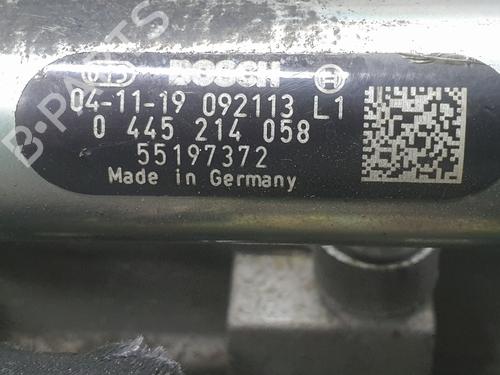 BOSCH
04-11-19 092113 L1
0 445 214 058
55197372
Made in Germany
B-PARTS